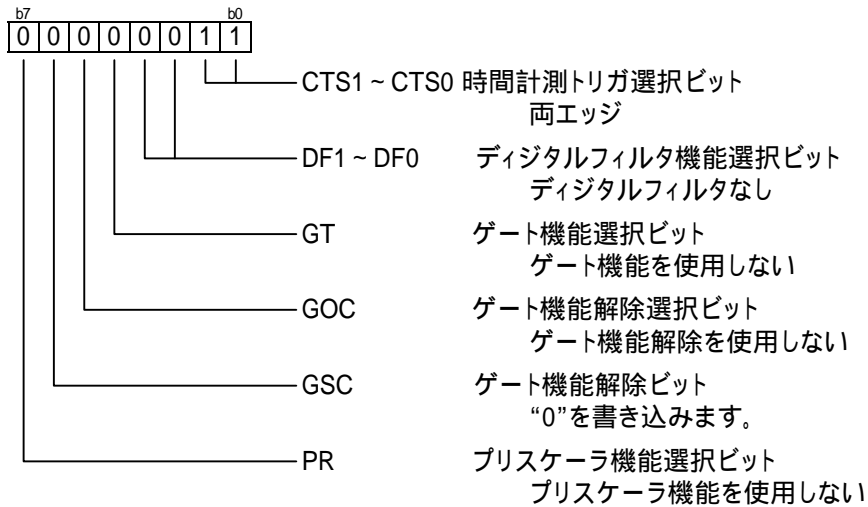 b7 b0
0 0 0 0 0 0 1 1
CTS1 ~ CTS0 時間計測トリガ選択ビット
両エッジ
DF1 ~ DF0 ディジタルフィルタ機能選択ビット
ディジタルフィルタなし
GT ゲート機能選択ビット
ゲート機能を使用しない
GOC ゲート機能解除選択ビット
ゲート機能解除を使用しない
GSC ゲート機能解除ビット
“0”を書き込みます。
PR プリスケーラ機能選択ビット
プリスケーラ機能を使用しない